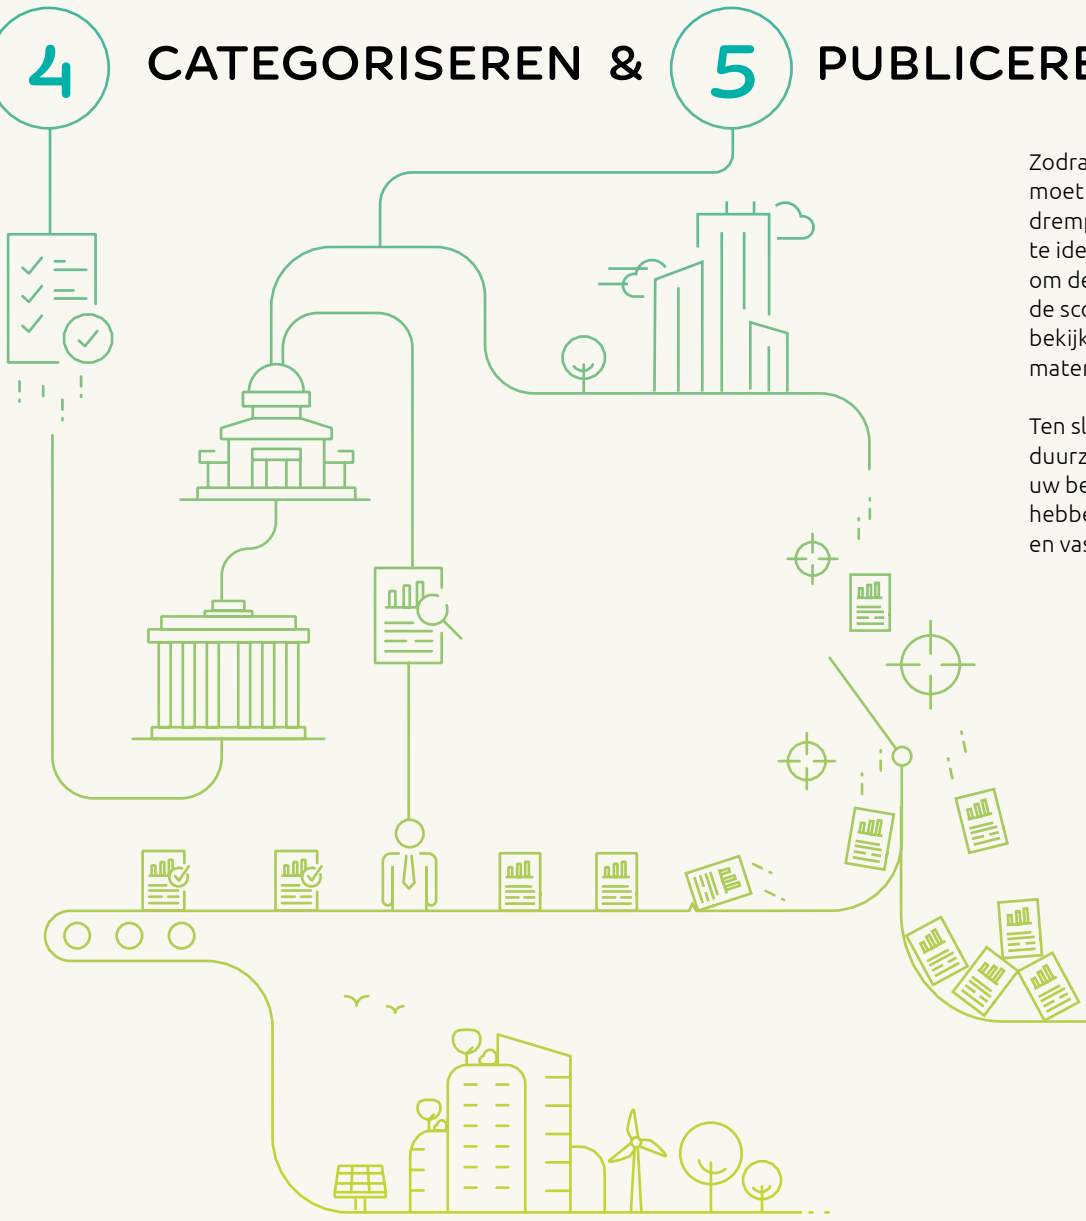 4 CATEGORISEREN & 5 PUBLICERE
Zodra
moet
dremp
te ide
om de
de sco
bekijk
mater
Ten sl
duurz
uw be
hebbe
en vas